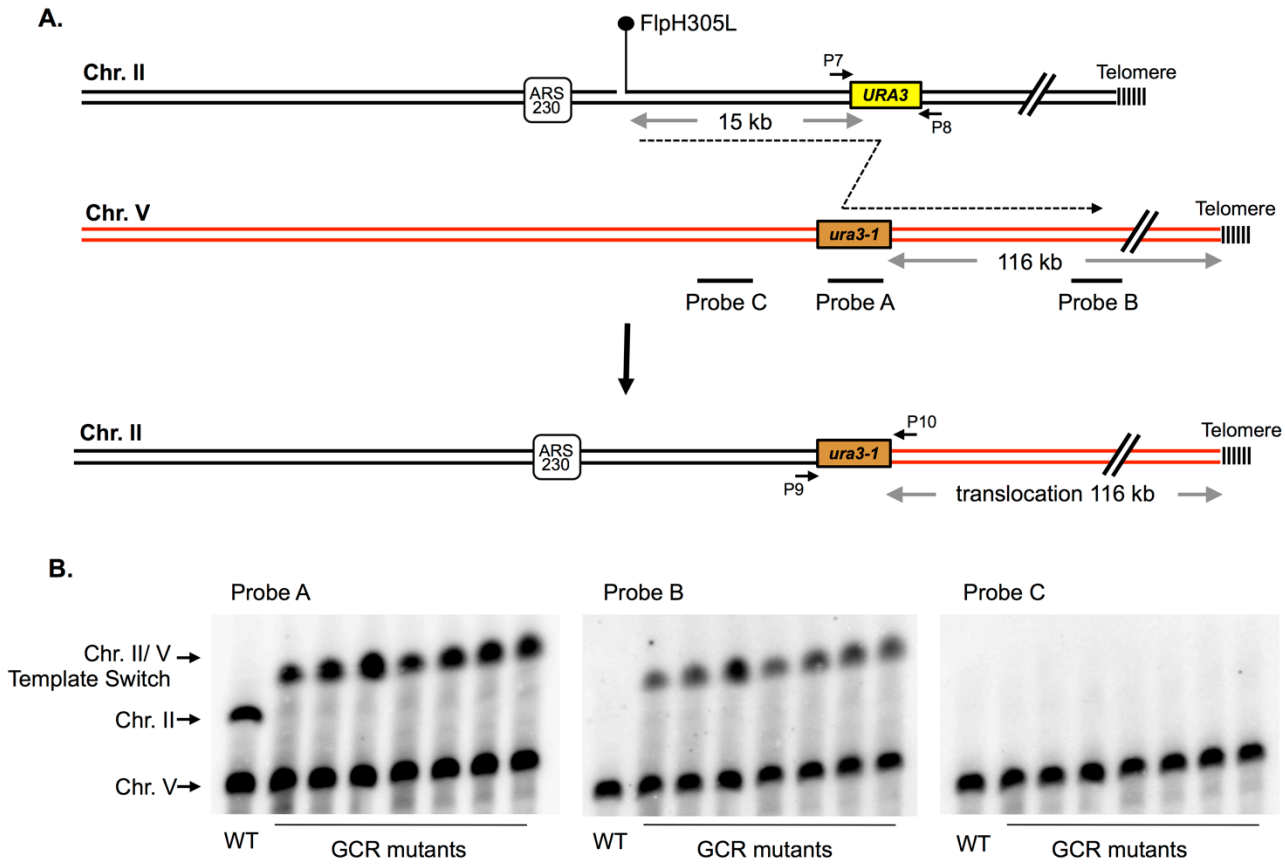 A.
FlpH305L
Chr. II
P7
Telomere
ARS
230
URA3
15 kb
P8
Chr. V
Telomere
ura3-1
116 kb
Probe C
Probe A
Probe B
Chr. II
P10
Telomere
ARS
230
ura3-1
P9
translocation 116 kb
B.
Probe A
Probe B
Probe C
Chr. II/ V
Template Switch
Chr. II
Chr. V
WT
GCR mutants
WT
GCR mutants
WT
GCR mutants